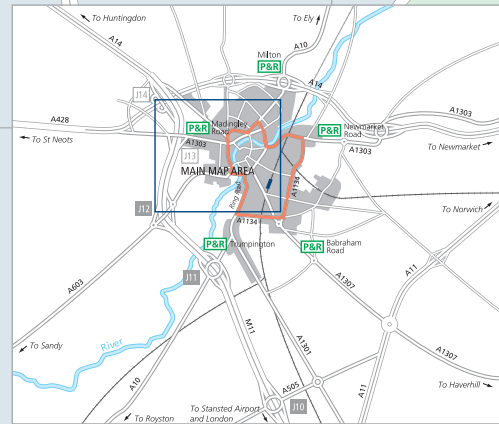 To Huntingdon
To Ely
A14
A10
Milton
P&R
A14
J14
A428
P&R
Madingley
Road
P&R
Newmarket
Road
A1303
A1303
To St Neots
A1303
J13
To Newmarket
MAIN MAP AREA
A1134
Ring Road
J12
To Norwich
A1134
P&R
Trumpington
P&R
Babraham
Road
A11
J11
A603
A1307
M11
River
To Sandy
A1301
A1307
A10
A505
A11
To Haverhill
J10
To Royston
To Stansted Airport
and London